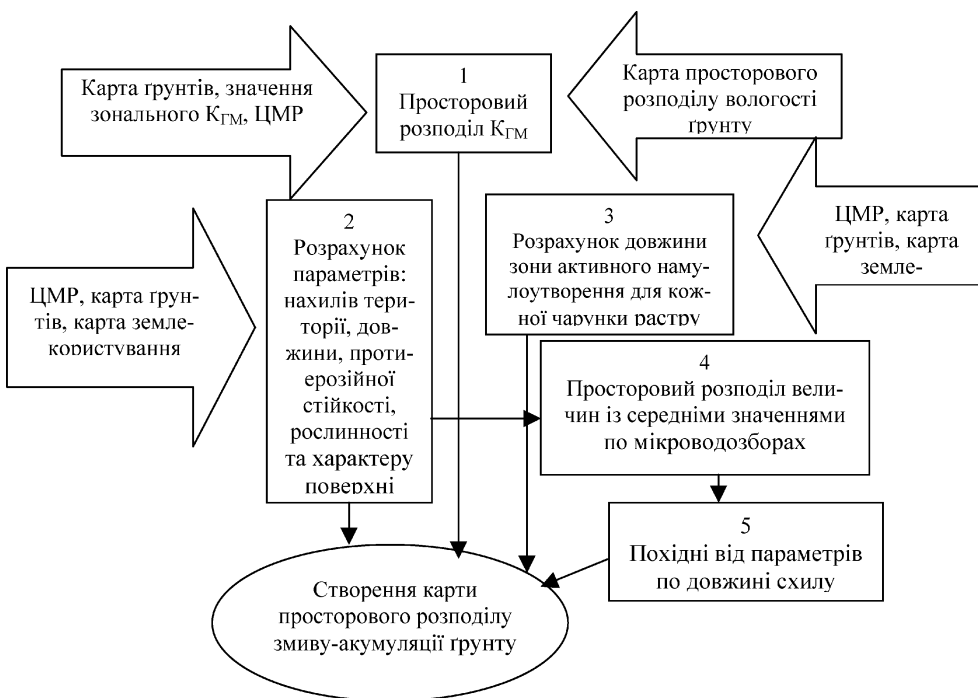 Карта ґрунтів, значення
зонального КГМ, ЦМР
1
Просторовий
розподіл КГМ
Карта просторового
розподілу вологості
ґрунту
2
Розрахунок
параметрів:
нахилів тери-
торії, дов-
жини, проти-
ерозійної
стійкості,
рослинності
та характеру
поверхні
3
Розрахунок довжини
зони активного наму-
лоутворення для кож-
ної чарунки растру
ЦМР, карта
ґрунтів, карта
земле-
ЦМР, карта ґрун-
тів, карта земле-
користування
4
Просторовий розподіл вели-
чин із середніми значеннями
по мікроводозборах
5
Похідні від параметрів
по довжині схилу
Створення карти
просторового розподілу
змиву-акумуляції ґрунту